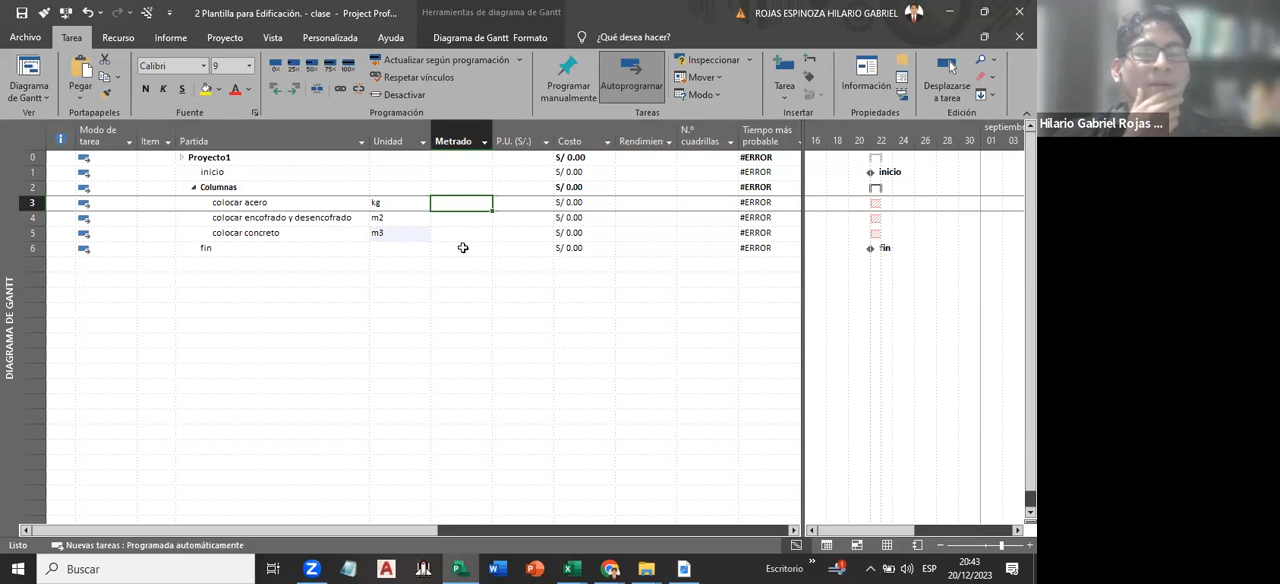 2 Plantilla para Edificación. - clase - Project Prof...
Herramientas de diagrama de Gantt
ROJAS ESPINOZA HILARIO GABRIEL
Archivo Tarea Recurso Informe Proyecto Vista Personalizada Ayuda Diagrama de Gantt Formato ¿Qué desea hacer?
Diagrama de Gantt
Ver
Pegar
Portapapeles
Calibri 9
N K S A
Fuente
0% 25% 50% 75% 100%
Actualizar según programación
Respetar vínculos
Desactivar
Programación
Programar manualmente
Autoprogramar
Inspeccionar
Mover
Modo
Tareas
Tarea
Insertar
Información
Propiedades
Desplazarse a tarea
Edición
Hilario Gabriel Rojas ...
Modo de tarea Item Partida Unidad Metrado P.U. (S/.) Costo Rendimien N.º cuadrillas Tiempo más probable
septiembre
16 18 20 22 24 26 28 30 01 03
0 Proyecto1 S/ 0.00 #ERROR
1 inicio S/ 0.00 #ERROR inicio
2 Columnas S/ 0.00 #ERROR
3 colocar acero kg S/ 0.00 #ERROR
4 colocar encofrado y desencofrado m2 S/ 0.00 #ERROR
5 colocar concreto m3 S/ 0.00 #ERROR
6 fin S/ 0.00 #ERROR fin
DIAGRAMA DE GANTT
Listo Nuevas tareas : Programada automáticamente
Buscar
Escritorio
ESP
20:43
20/12/2023